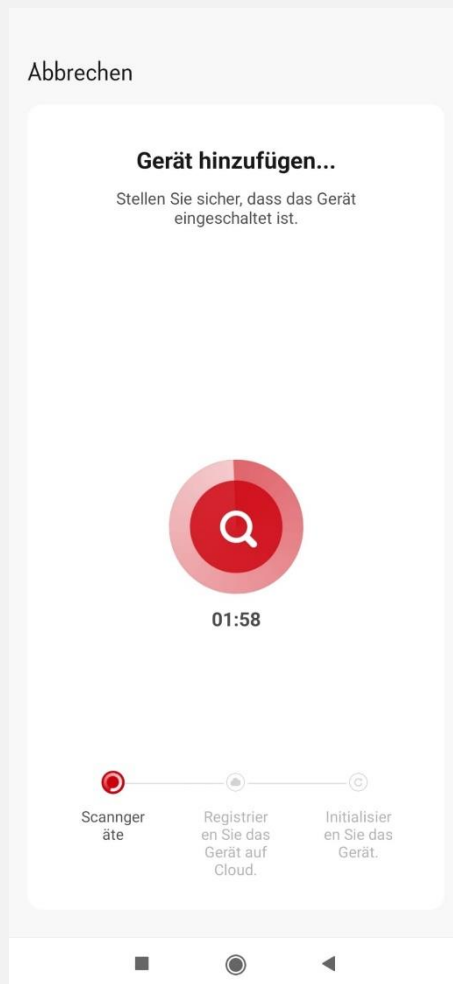 Abbrechen
Gerät hinzufügen...
Stellen Sie sicher, dass das Gerät
eingeschaltet ist.
01:58
Scannger
äte
Registrier
en Sie das
Gerät auf
Cloud.
Initialisier
en Sie das
Gerät.